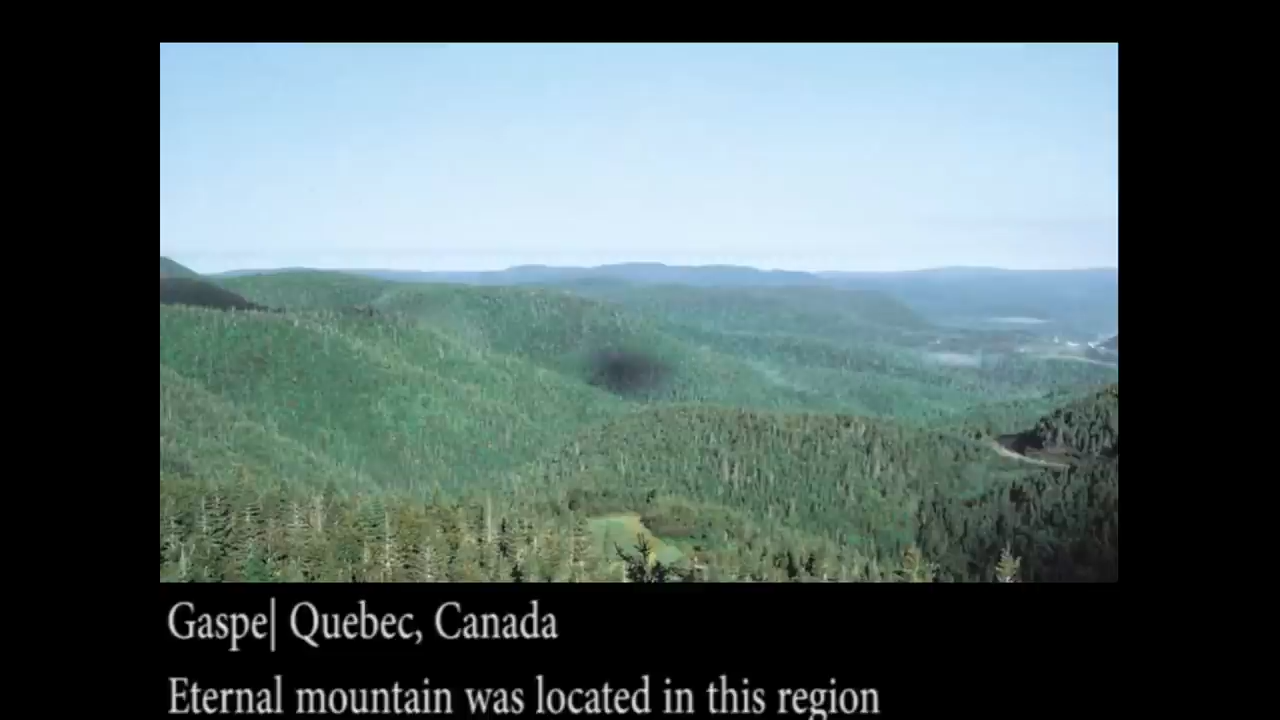 Gaspe| Quebec, Canada
Eternal mountain was located in this region